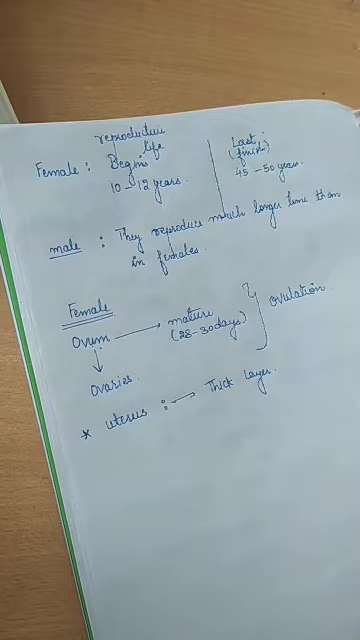 reproductive life
Female : Begins
10 - 12 years.
Last
(finish)
45 - 50 years.
male : They reproduce much longer time than
in females.
Female
Ovum → mature
(28 - 30 days)
} ovulation.
↓
Ovaries.
* Uterus :→ Thick layer.